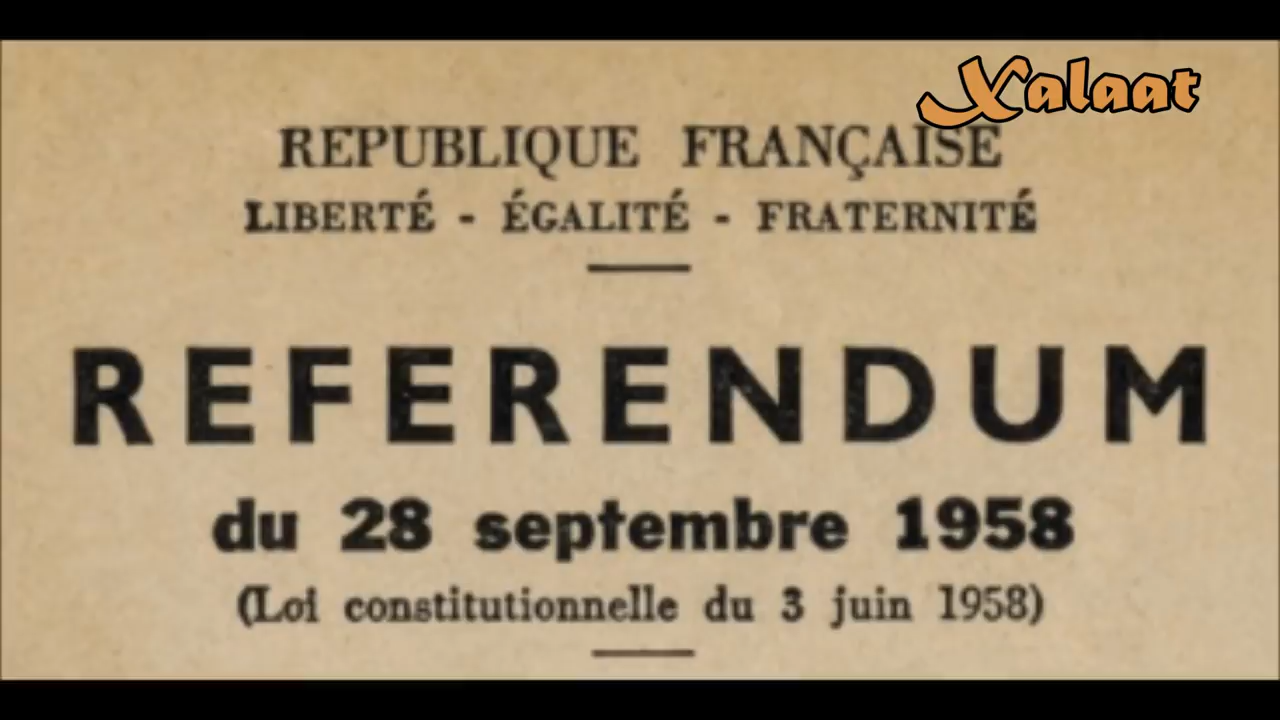 Xalaat
REPUBLIQUE FRANÇAISE
LIBERTÉ - ÉGALITÉ - FRATERNITÉ
REFERENDUM
du 28 septembre 1958
(Loi constitutionnelle du 3 juin 1958)